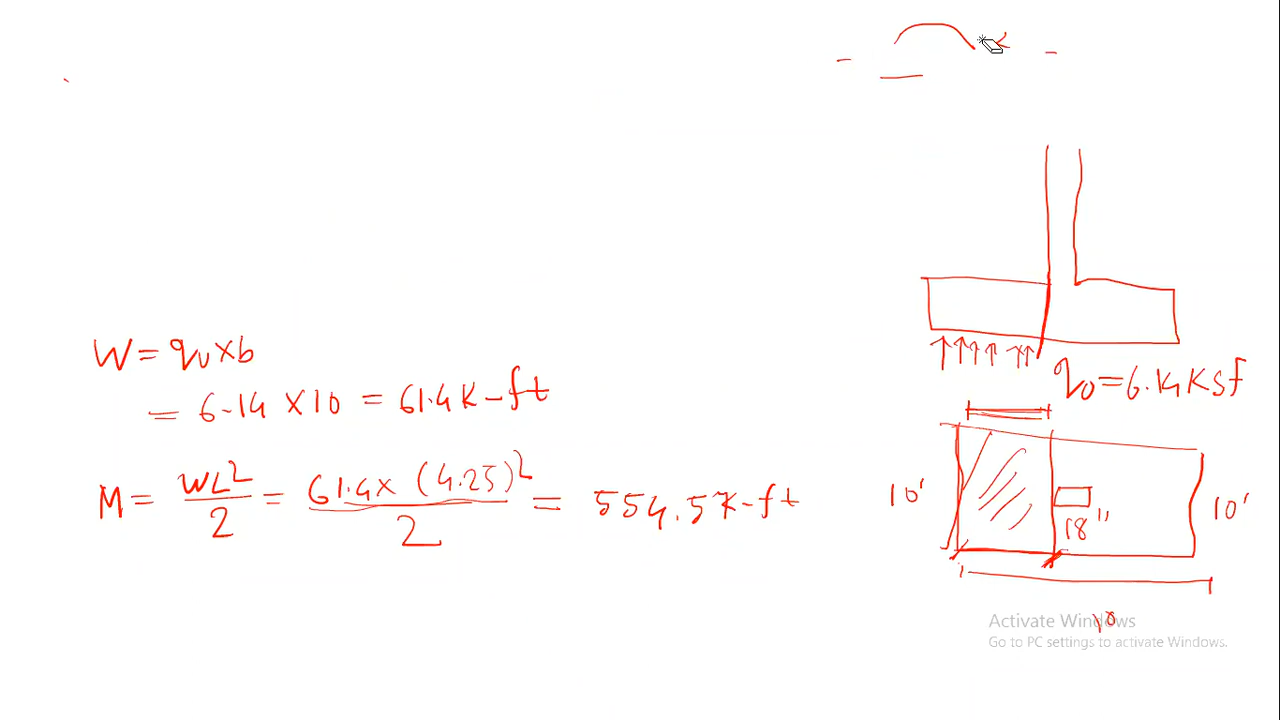 W = qu x b
= 6.14 x 10 = 61.4 K-ft
M = WL²/2 = 61.4 x (4.25)²/2 = 554.5 K-ft
qu = 6.14 Ksf
10'
18"
10'
10
Activate Windows
Go to PC settings to activate Windows.